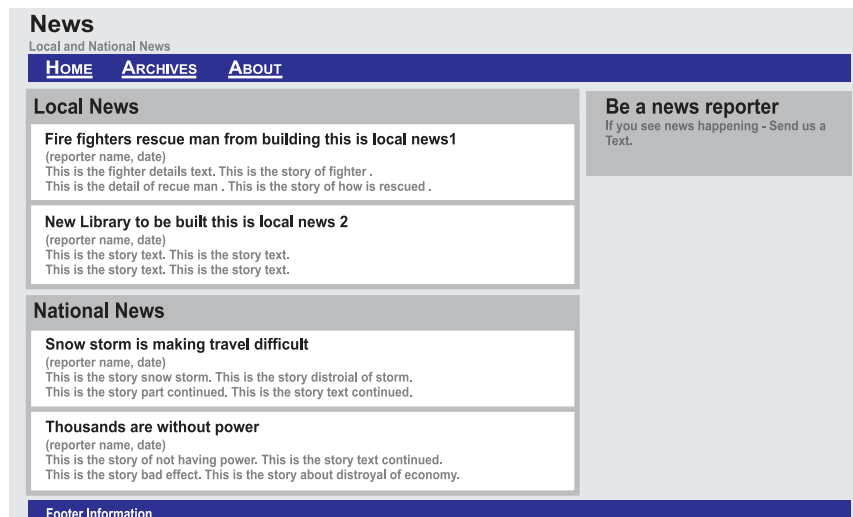 News
Local and National News
HOME ARCHIVES ABOUT
Local News
Fire fighters rescue man from building this is local news1
(reporter name, date)
This is the fighter details text. This is the story of fighter .
This is the detail of recue man . This is the story of how is rescued .
New Library to be built this is local news 2
(reporter name, date)
This is the story text. This is the story text.
This is the story text. This is the story text.
National News
Snow storm is making travel difficult
(reporter name, date)
This is the story snow storm. This is the story distroial of storm.
This is the story part continued. This is the story text continued.
Thousands are without power
(reporter name, date)
This is the story of not having power. This is the story text continued.
This is the story bad effect. This is the story about distroyal of economy.
Be a news reporter
If you see news happening - Send us a
Text.
Footer Information